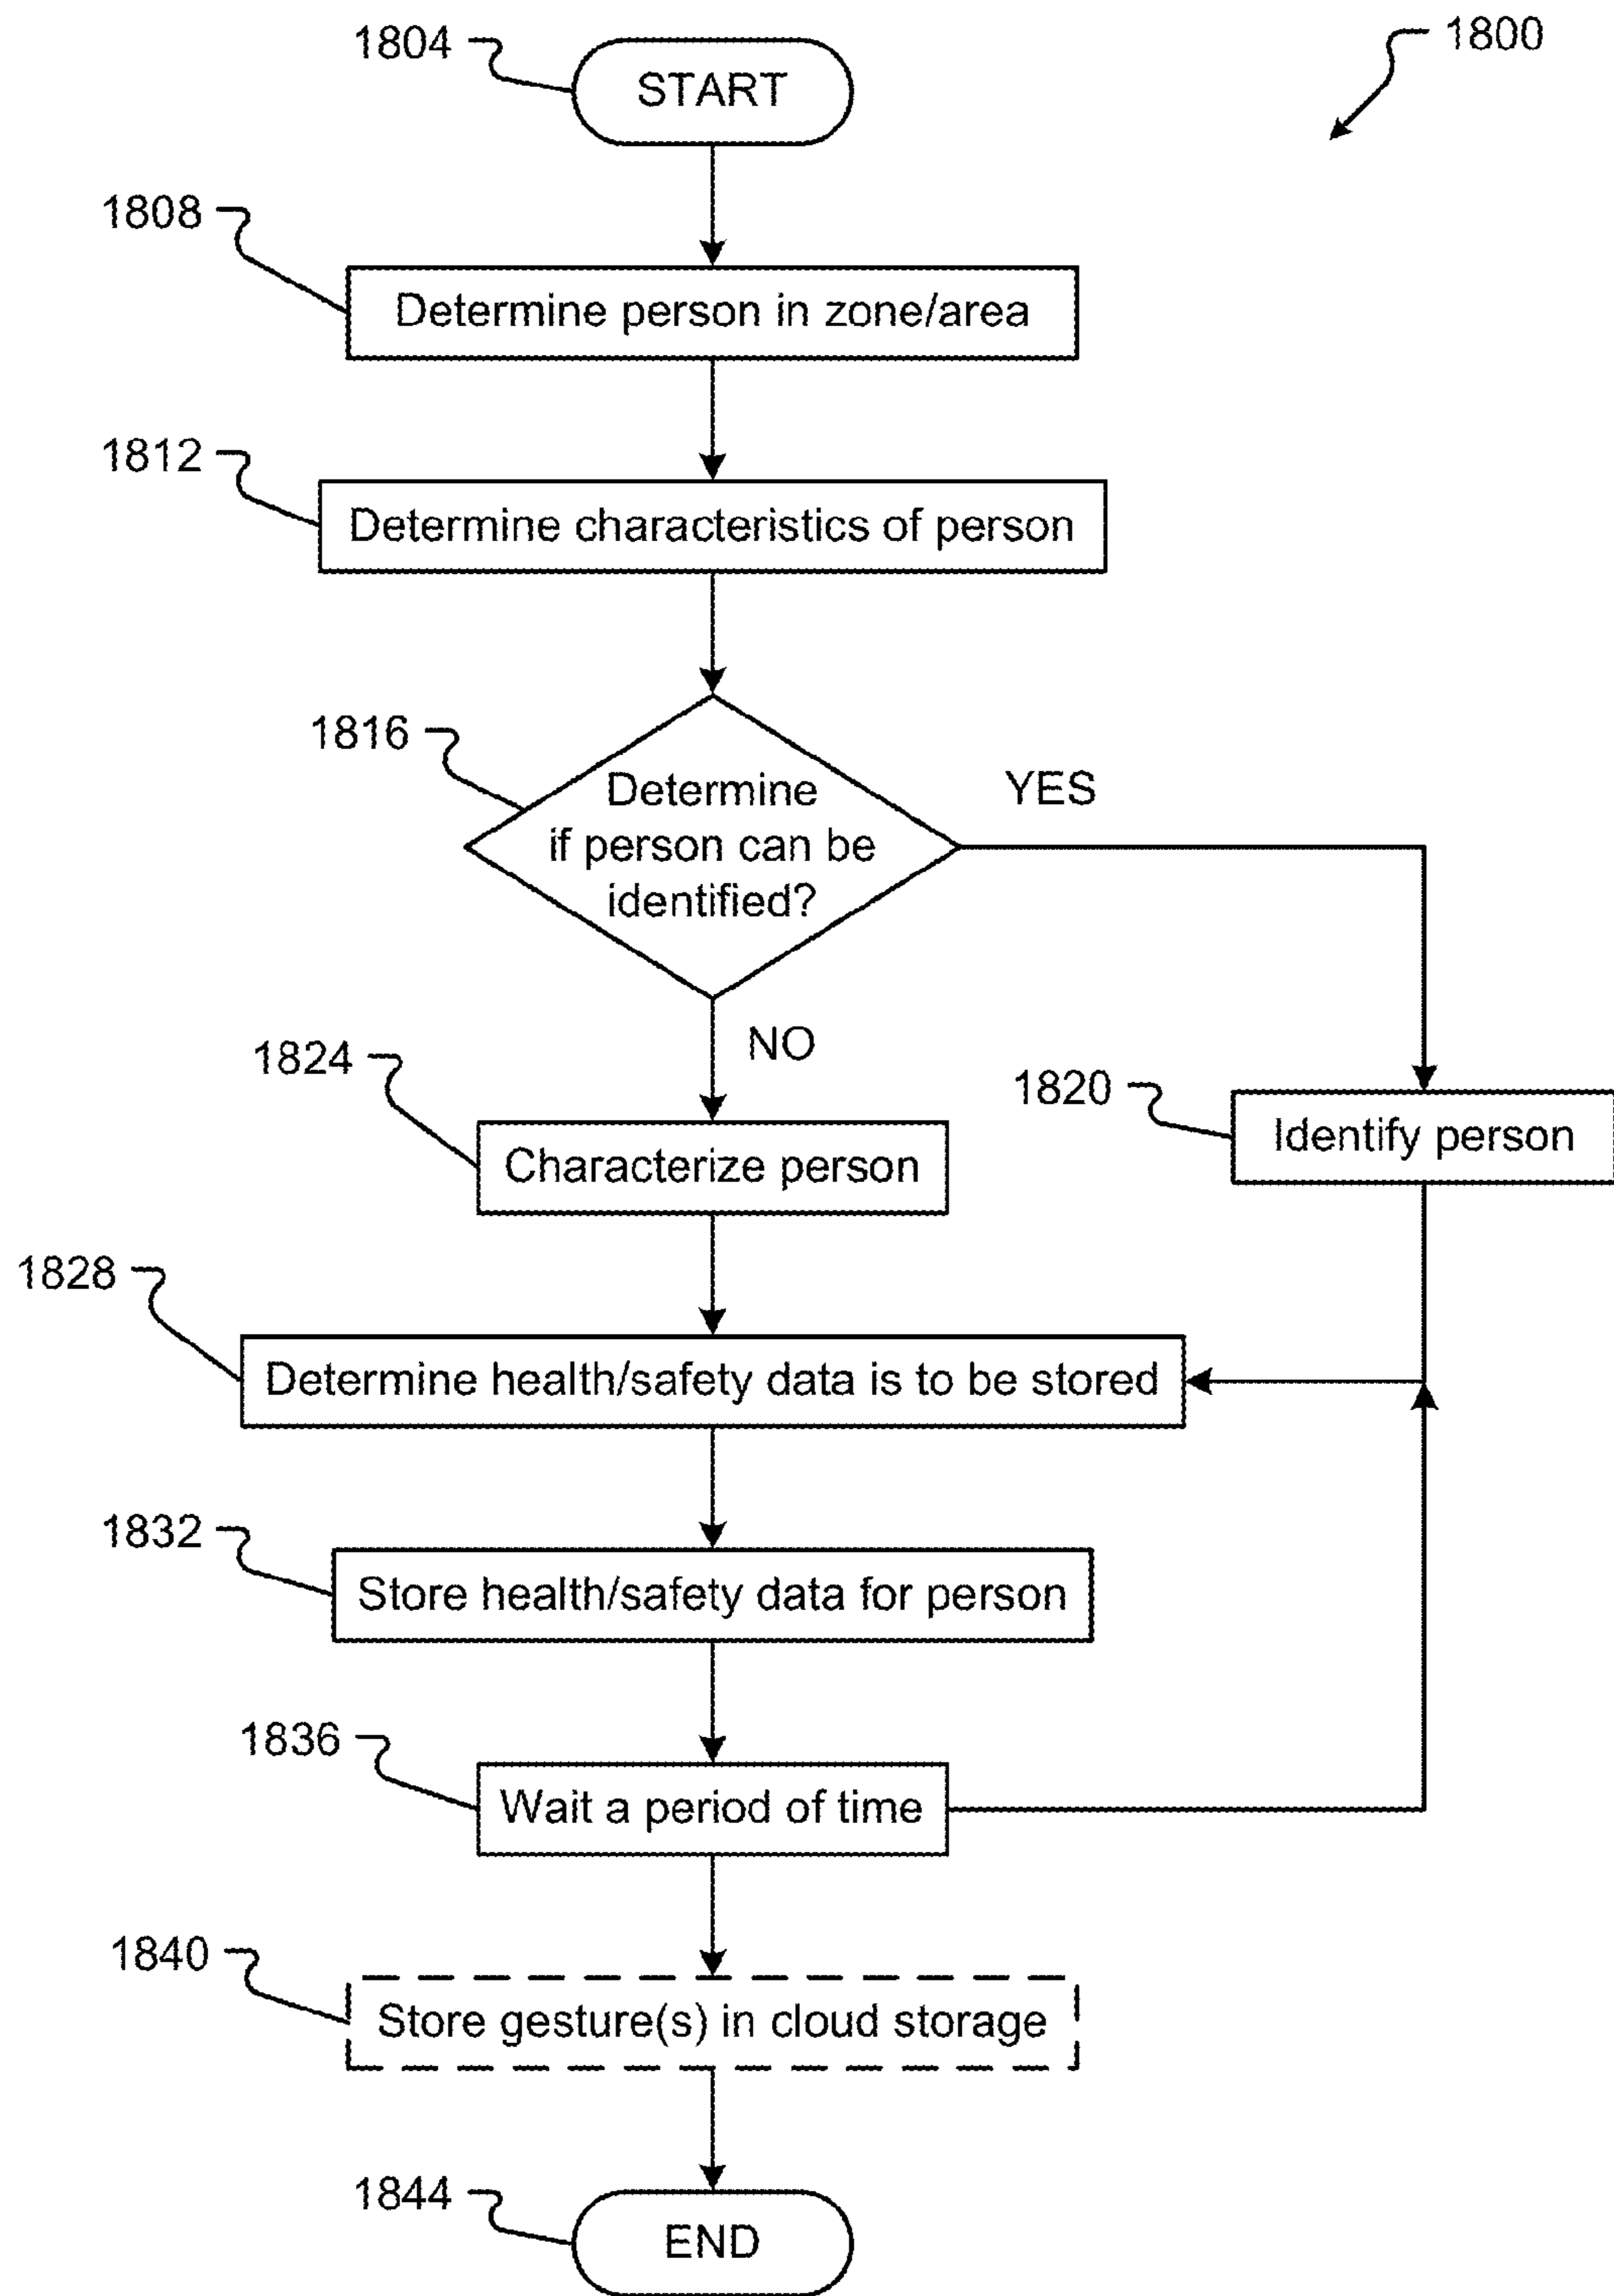 1804
START
1800
1808
Determine person in zone/area
1812
Determine characteristics of person
1816
Determine
if person can be
identified?
YES
NO
1824
Characterize person
1820
Identify person
1828
Determine health/safety data is to be stored
1832
Store health/safety data for person
1836
Wait a period of time
1840
Store gesture(s) in cloud storage
1844
END